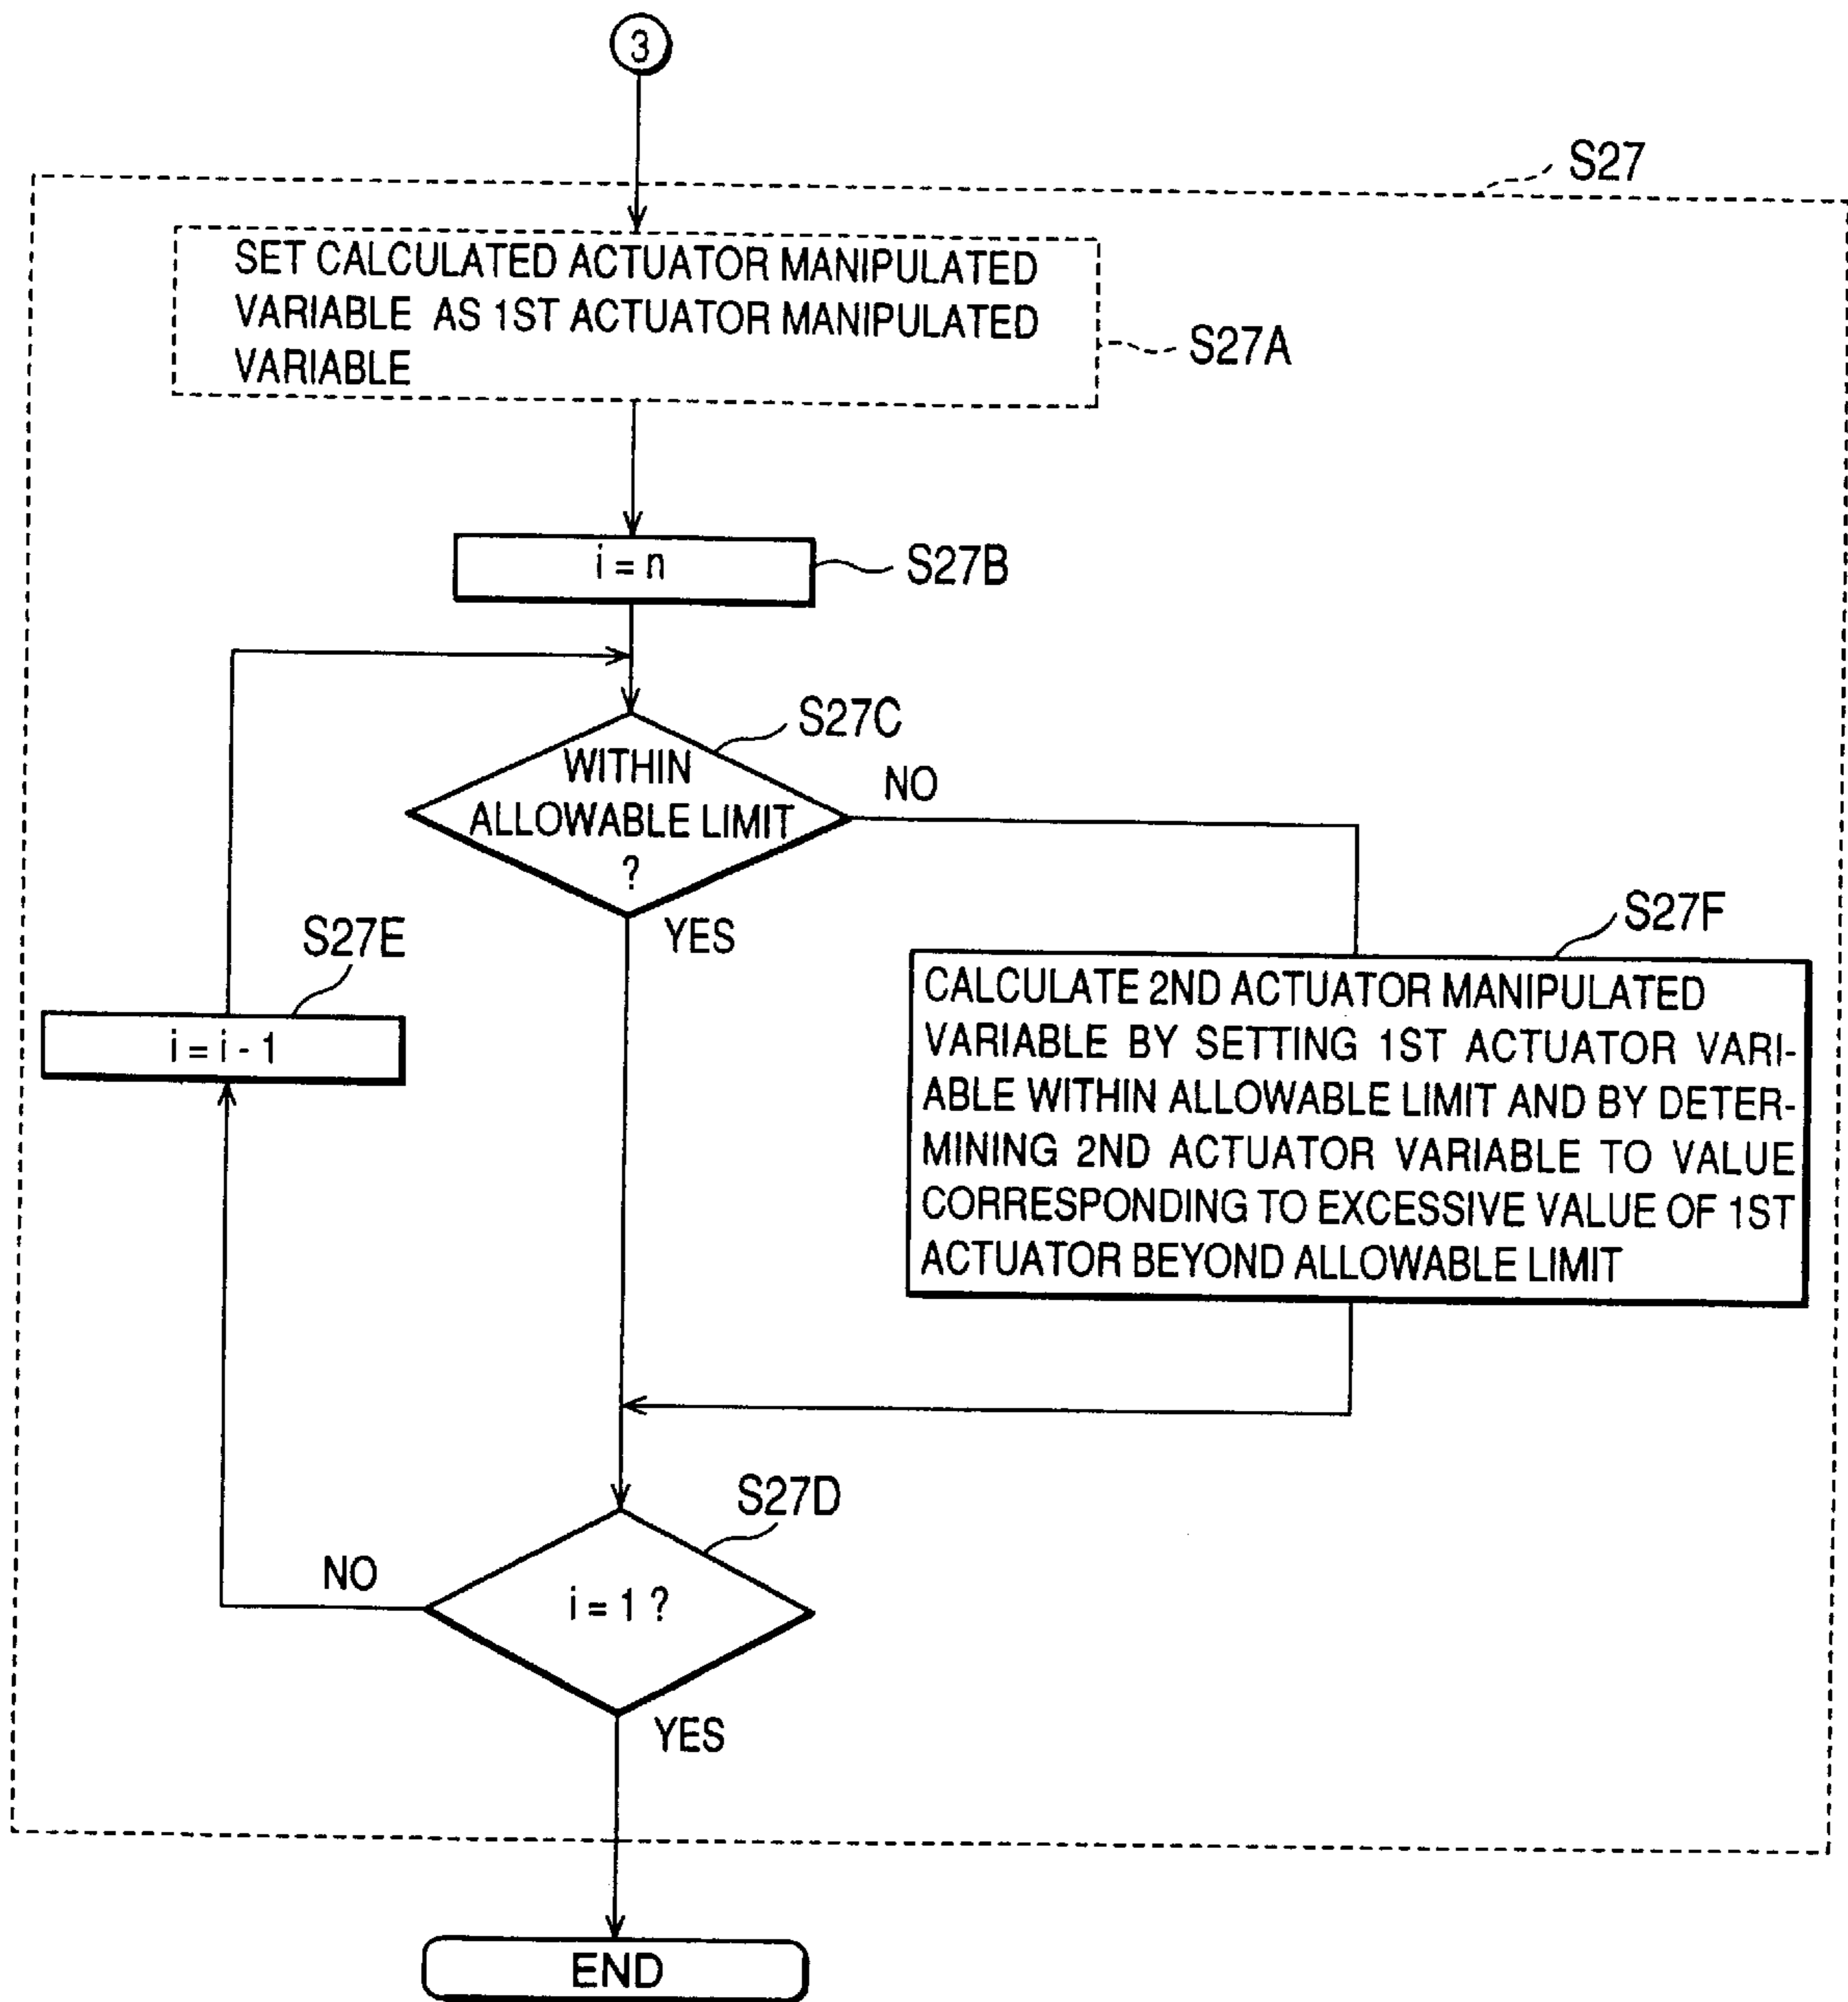 3
S27
SET CALCULATED ACTUATOR MANIPULATED
VARIABLE AS 1ST ACTUATOR MANIPULATED
VARIABLE
S27A
i = n
S27B
S27C
WITHIN
ALLOWABLE LIMIT
?
NO
YES
S27E
i = i - 1
S27F
CALCULATE 2ND ACTUATOR MANIPULATED
VARIABLE BY SETTING 1ST ACTUATOR VARI-
ABLE WITHIN ALLOWABLE LIMIT AND BY DETER-
MINING 2ND ACTUATOR VARIABLE TO VALUE
CORRESPONDING TO EXCESSIVE VALUE OF 1ST
ACTUATOR BEYOND ALLOWABLE LIMIT
S27D
NO
i = 1 ?
YES
END